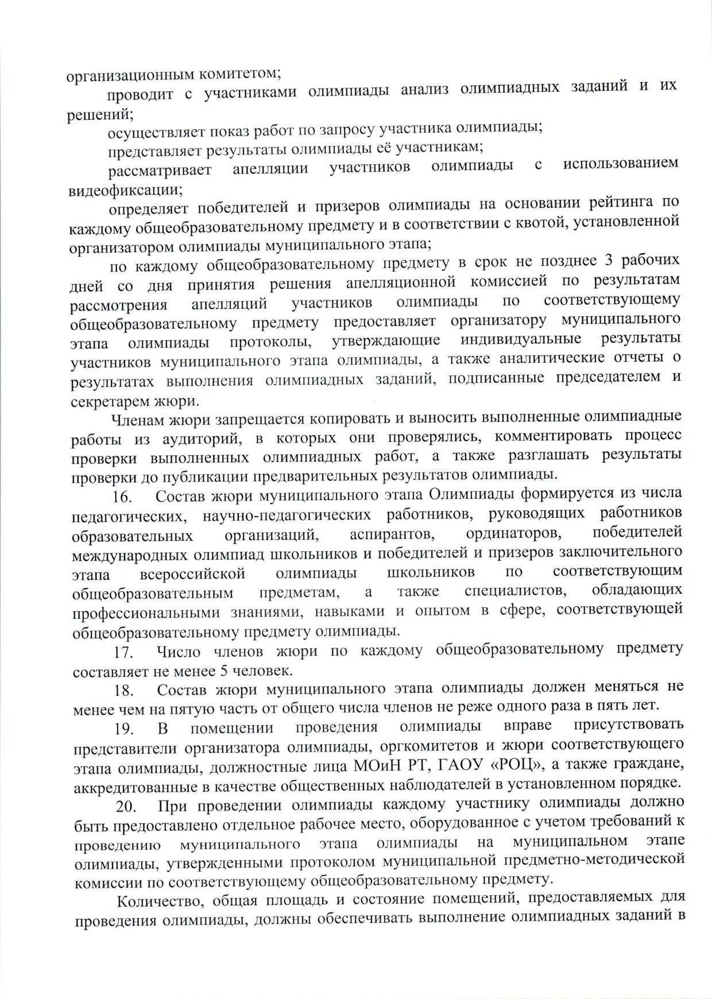 организационным комитетом;
проводит с участниками олимпиады анализ олимпиадных заданий и их
решений;
осуществляет показ работ по запросу участника олимпиады;
представляет результаты олимпиады её участникам;
рассматривает апелляции участников олимпиады с использованием
видеофиксации;
определяет победителей и призеров олимпиады на основании рейтинга по
каждому общеобразовательному предмету и в соответствии с квотой, установленной
организатором олимпиады муниципального этапа;
по каждому общеобразовательному предмету в срок не позднее 3 рабочих
дней со дня принятия решения апелляционной комиссией по результатам
рассмотрения апелляций участников олимпиады по соответствующему
общеобразовательному предмету предоставляет организатору муниципального
этапа олимпиады протоколы, утверждающие индивидуальные результаты
участников муниципального этапа олимпиады, а также аналитические отчеты о
результатах выполнения олимпиадных заданий, подписанные председателем и
секретарем жюри.
Членам жюри запрещается копировать и выносить выполненные олимпиадные
работы из аудиторий, в которых они проверялись, комментировать процесс
проверки выполненных олимпиадных работ, а также разглашать результаты
проверки до публикации предварительных результатов олимпиады.
16. Состав жюри муниципального этапа Олимпиады формируется из числа
педагогических, научно-педагогических работников, руководящих работников
образовательных организаций, аспирантов, ординаторов, победителей
международных олимпиад школьников и победителей и призеров заключительного
этапа всероссийской олимпиады школьников по соответствующим
общеобразовательным предметам, а также специалистов, обладающих
профессиональными знаниями, навыками и опытом в сфере, соответствующей
общеобразовательному предмету олимпиады.
17. Число членов жюри по каждому общеобразовательному предмету
составляет не менее 5 человек.
18. Состав жюри муниципального этапа олимпиады должен меняться не
менее чем на пятую часть от общего числа членов не реже одного раза в пять лет.
19. В помещении проведения олимпиады вправе присутствовать
представители организатора олимпиады, оргкомитетов и жюри соответствующего
этапа олимпиады, должностные лица МОиН РТ, ГАОУ «РОЦ», а также граждане,
аккредитованные в качестве общественных наблюдателей в установленном порядке.
20. При проведении олимпиады каждому участнику олимпиады должно
быть предоставлено отдельное рабочее место, оборудованное с учетом требований к
проведению муниципального этапа олимпиады на муниципальном этапе
олимпиады, утвержденными протоколом муниципальной предметно-методической
комиссии по соответствующему общеобразовательному предмету.
Количество, общая площадь и состояние помещений, предоставляемых для
проведения олимпиады, должны обеспечивать выполнение олимпиадных заданий в